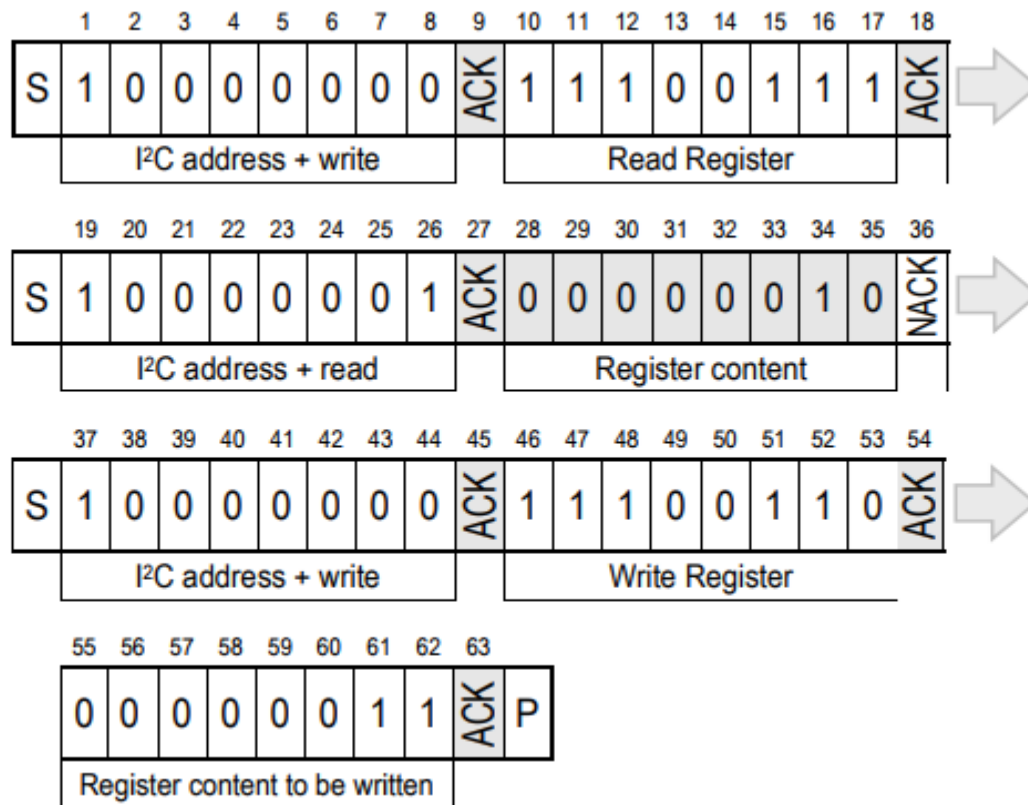 1 2 3 4 5 6 7 8 9 10 11 12 13 14 15 16 17 18
S 1 0 0 0 0 0 0 0 ACK 1 1 1 0 0 1 1 1 ACK
I²C address + write Read Register
19 20 21 22 23 24 25 26 27 28 29 30 31 32 33 34 35 36
S 1 0 0 0 0 0 0 1 ACK 0 0 0 0 0 0 1 0 NACK
I²C address + read Register content
37 38 39 40 41 42 43 44 45 46 47 48 49 50 51 52 53 54
S 1 0 0 0 0 0 0 0 ACK 1 1 1 0 0 1 1 0 ACK
I²C address + write Write Register
55 56 57 58 59 60 61 62 63
0 0 0 0 0 0 1 1 ACK P
Register content to be written